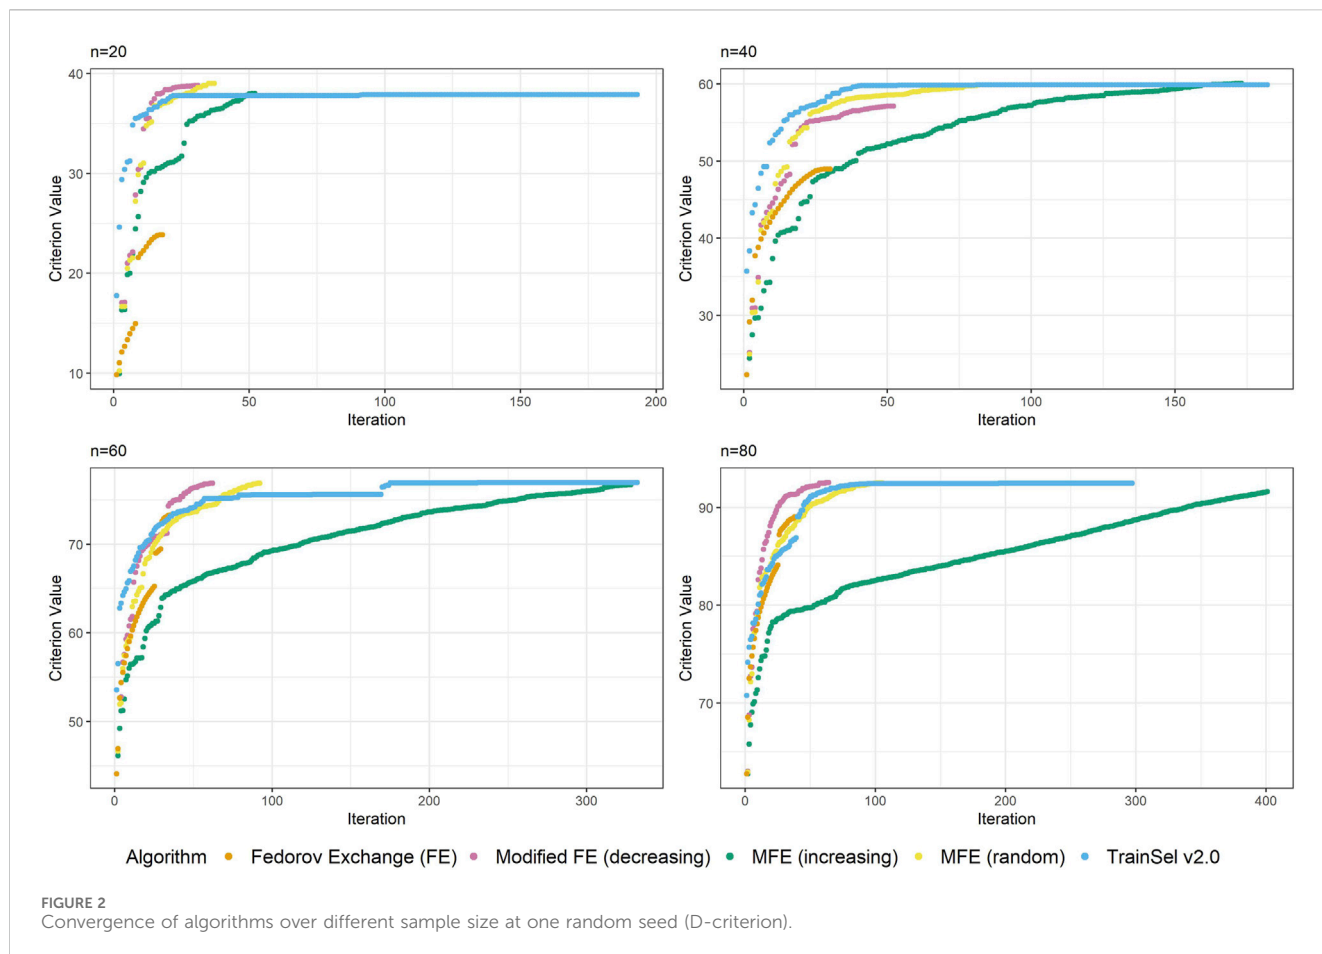 n=20
40
30
20
10
Criterion Value
0
50
100
150
200
Iteration
n=40
60
50
40
30
Criterion Value
0
50
100
150
Iteration
n=60
70
60
50
Criterion Value
0
100
200
300
Iteration
n=80
90
80
70
Criterion Value
0
100
200
300
400
Iteration
Algorithm Fedorov Exchange (FE) Modified FE (decreasing) MFE (increasing) MFE (random) TrainSel v2.0
FIGURE 2
Convergence of algorithms over different sample size at one random seed (D-criterion).